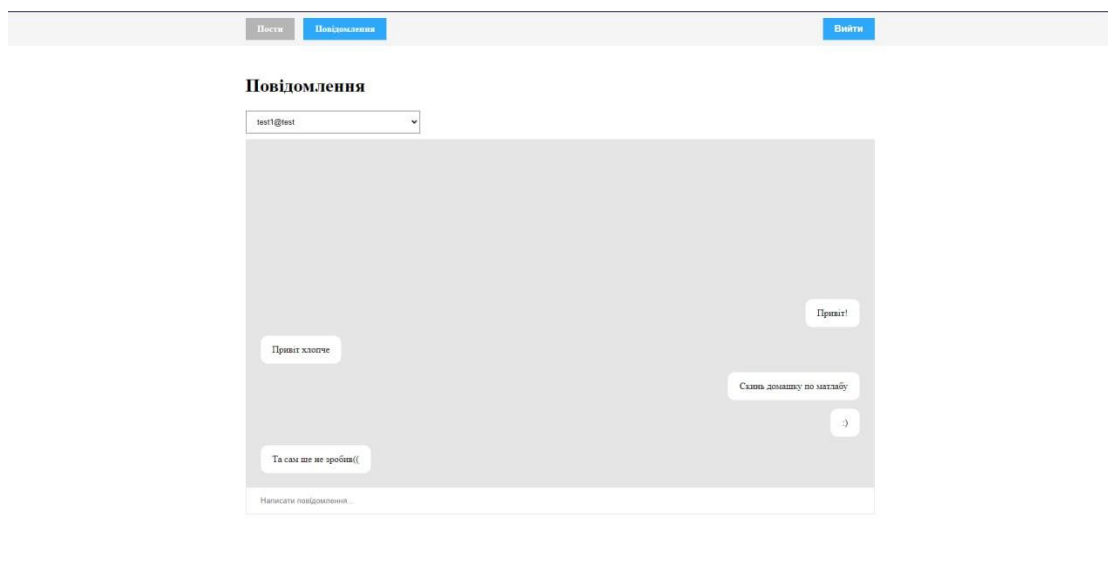 Пости Повідомлення Вийти
Повідомлення
test1@test
Привіт!
Привіт хлопче
Скинь домашку по матлабу
:)
Та сам ще не зробив((
Написати повідомлення...